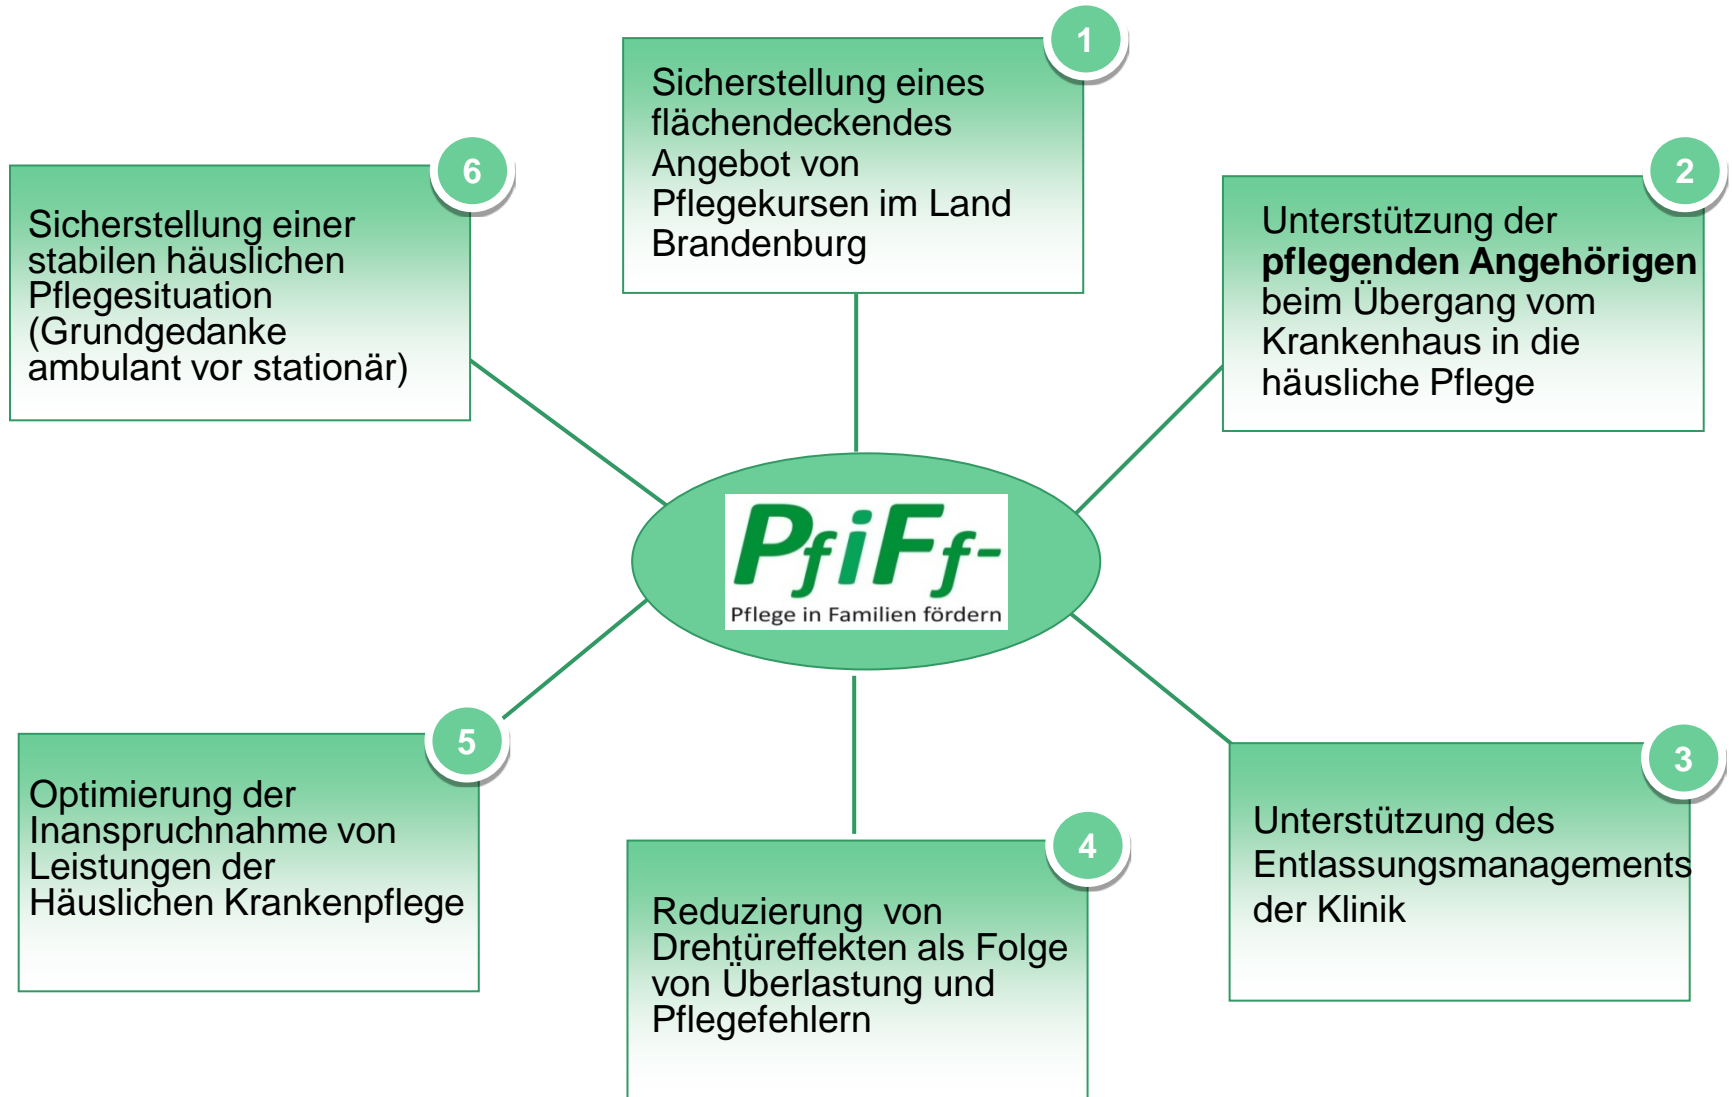 1
Sicherstellung eines
flächendeckendes
Angebot von
Pflegekursen im Land
Brandenburg
2
Unterstützung der
pflegenden Angehörigen
beim Übergang vom
Krankenhaus in die
häusliche Pflege
3
Unterstützung des
Entlassungsmanagements
der Klinik
4
Reduzierung von
Drehtüreffekten als Folge
von Überlastung und
Pflegefehlern
5
Optimierung der
Inanspruchnahme von
Leistungen der
Häuslichen Krankenpflege
6
Sicherstellung einer
stabilen häuslichen
Pflegesituation
(Grundgedanke
ambulant vor stationär)
PfiFf-
Pflege in Familien fördern